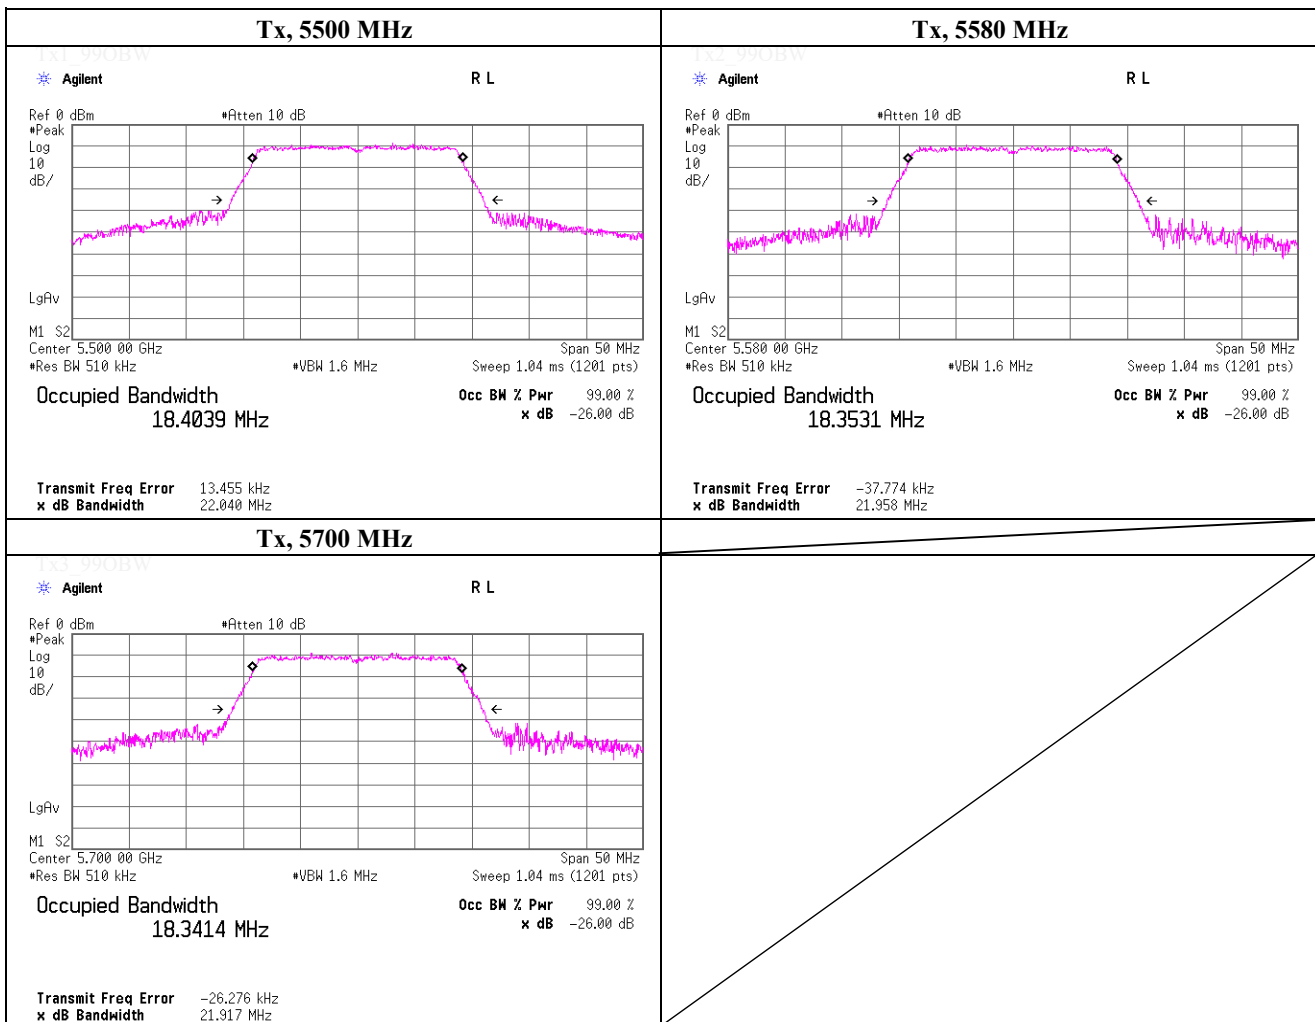 Tx, 5500 MHz
Tx1_99OBW
Agilent R L
Ref 0 dBm #Atten 10 dB
#Peak
Log
10
dB/
LgAv
M1 S2
Center 5.500 00 GHz Span 50 MHz
#Res BW 510 kHz #VBW 1.6 MHz Sweep 1.04 ms (1201 pts)
Occupied Bandwidth Occ BW % Pwr 99.00 %
18.4039 MHz x dB -26.00 dB
Transmit Freq Error 13.455 kHz
x dB Bandwidth 22.040 MHz
Tx, 5580 MHz
Tx2_99OBW
Agilent R L
Ref 0 dBm #Atten 10 dB
#Peak
Log
10
dB/
LgAv
M1 S2
Center 5.580 00 GHz Span 50 MHz
#Res BW 510 kHz #VBW 1.6 MHz Sweep 1.04 ms (1201 pts)
Occupied Bandwidth Occ BW % Pwr 99.00 %
18.3531 MHz x dB -26.00 dB
Transmit Freq Error -37.774 kHz
x dB Bandwidth 21.958 MHz
Tx, 5700 MHz
Tx3_99OBW
Agilent R L
Ref 0 dBm #Atten 10 dB
#Peak
Log
10
dB/
LgAv
M1 S2
Center 5.700 00 GHz Span 50 MHz
#Res BW 510 kHz #VBW 1.6 MHz Sweep 1.04 ms (1201 pts)
Occupied Bandwidth Occ BW % Pwr 99.00 %
18.3414 MHz x dB -26.00 dB
Transmit Freq Error -26.276 kHz
x dB Bandwidth 21.917 MHz